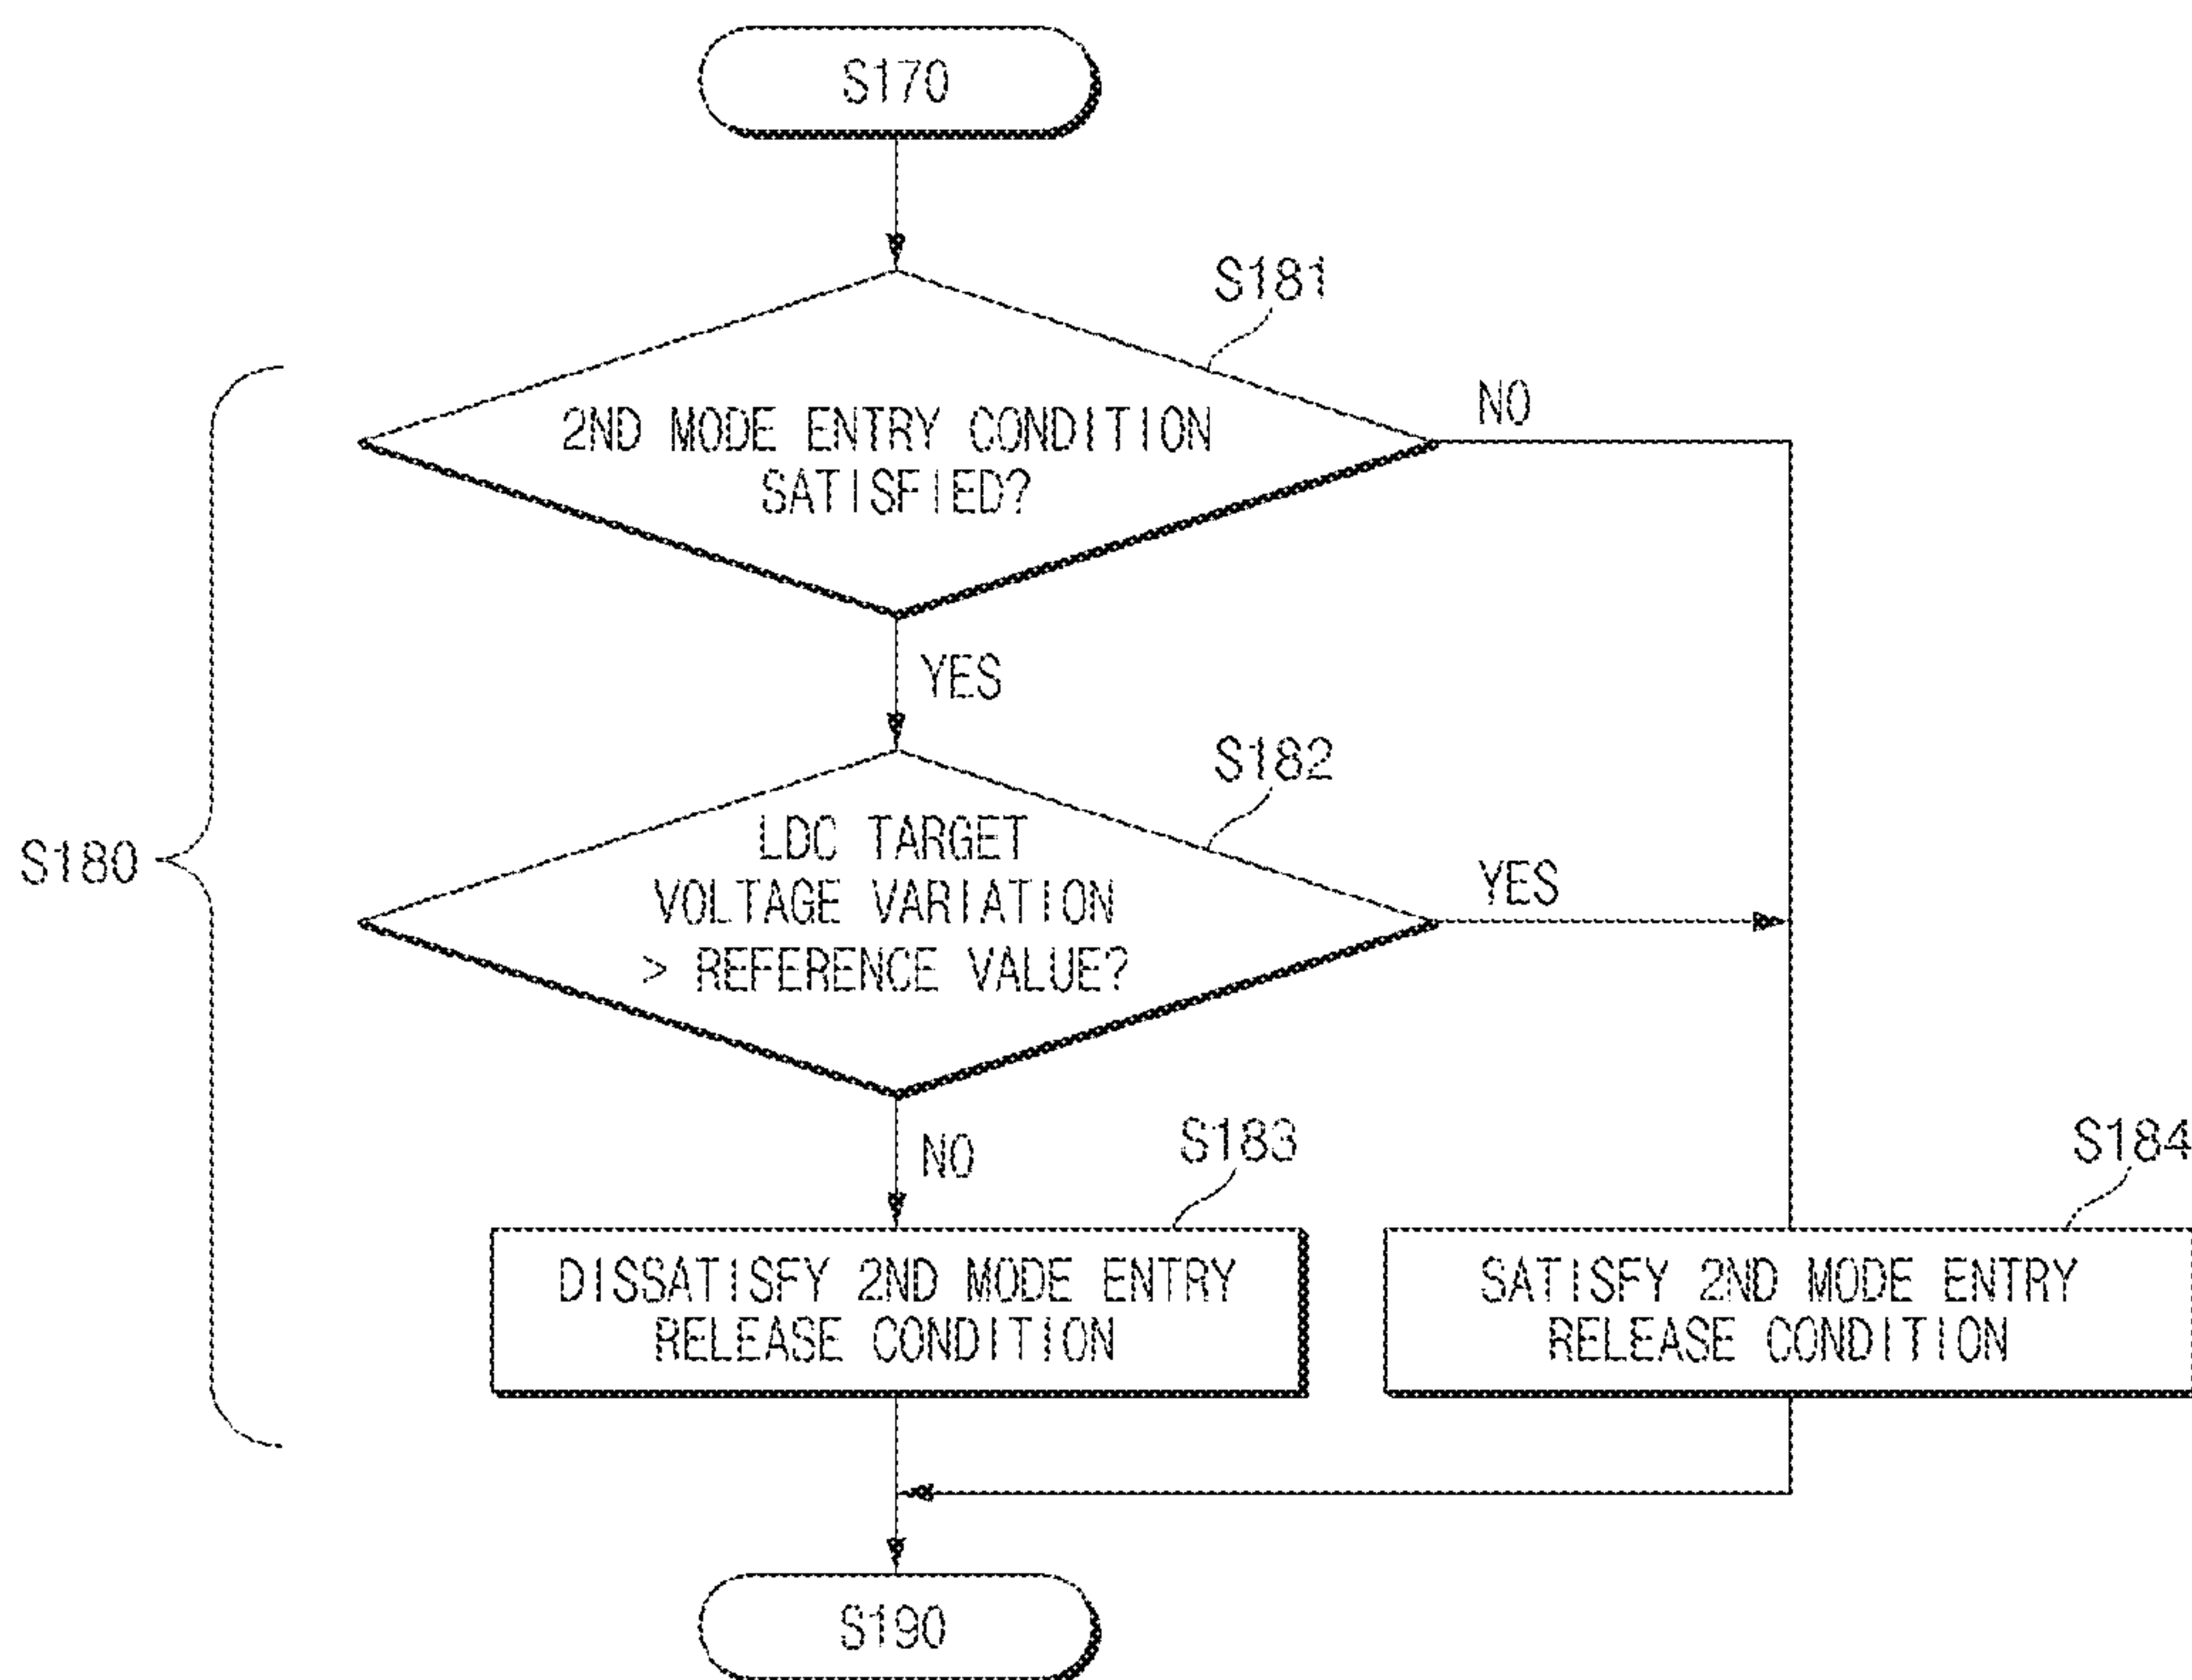 S170
S181
2ND MODE ENTRY CONDITION
SATISFIED?
NO
YES
S182
LDC TARGET
VOLTAGE VARIATION
> REFERENCE VALUE?
YES
S180
NO
S183
S184
DISSATISFY 2ND MODE ENTRY
RELEASE CONDITION
SATISFY 2ND MODE ENTRY
RELEASE CONDITION
S190